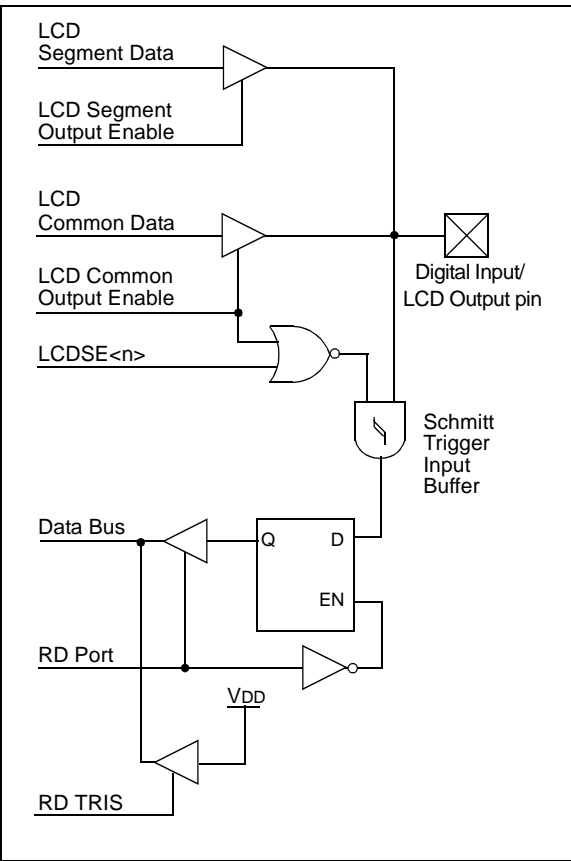 LCD
Segment Data
LCD Segment
Output Enable
LCD
Common Data
LCD Common
Output Enable
Digital Input/
LCD Output pin
LCDSE<n>
Schmitt
Trigger
Input
Buffer
Data Bus
Q
D
EN
RD Port
VDD
RD TRIS